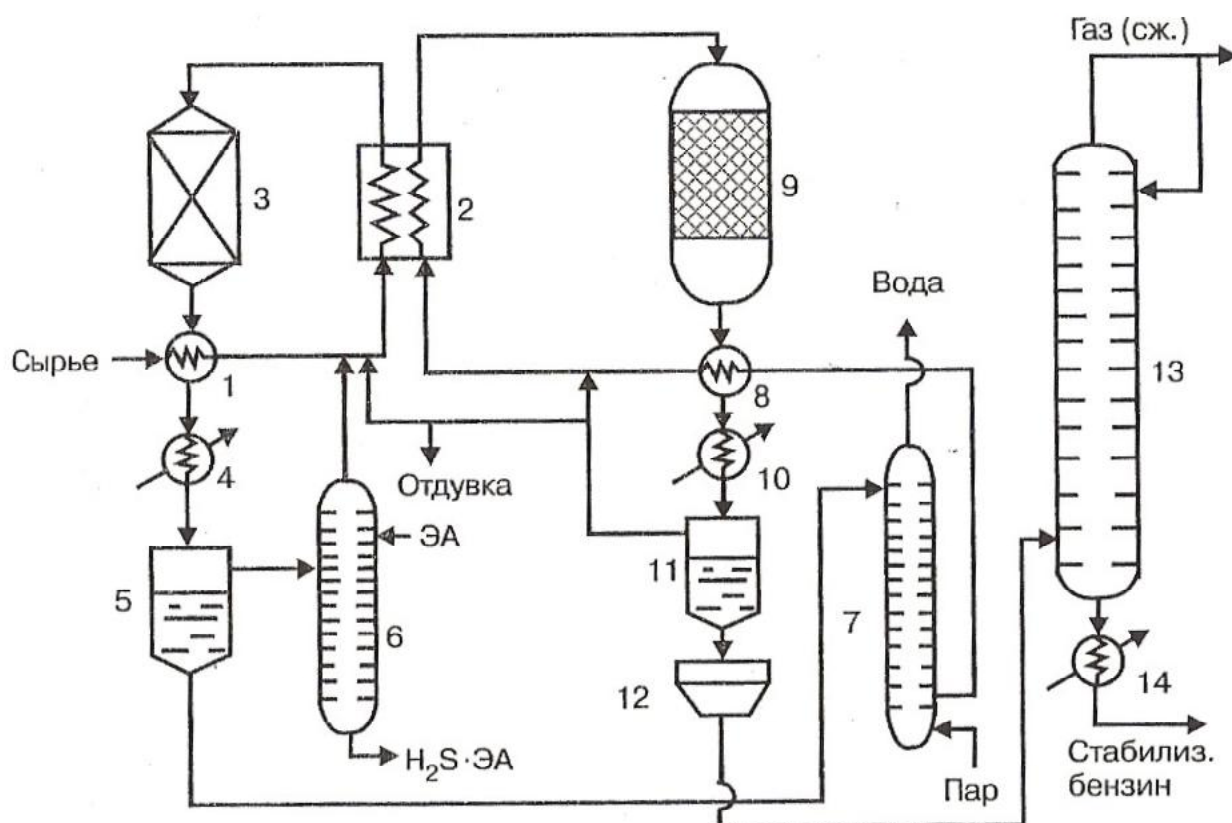 Газ (сж.)
3
2
9
Вода
Сырье
1
8
13
4
Отдувка
10
ЭА
5
11
6
7
12
14
H₂S·ЭА
Пар
Стабилиз.
бензин